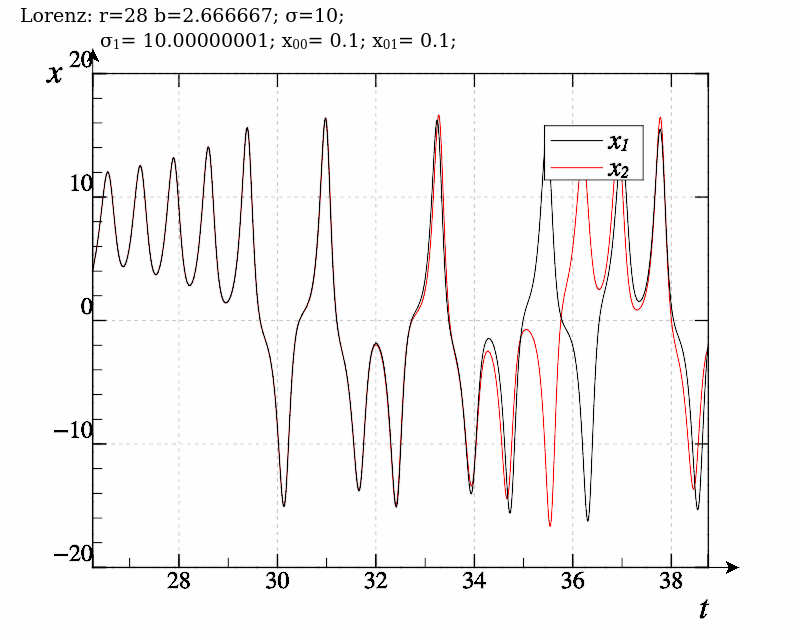 Lorenz: r=28 b=2.666667; σ=10;
σ₁= 10.00000001; x₀₀= 0.1; x₀₁= 0.1;
20
x
x₁
x₂
10
0
−10
−20
28 30 32 34 36 38
t